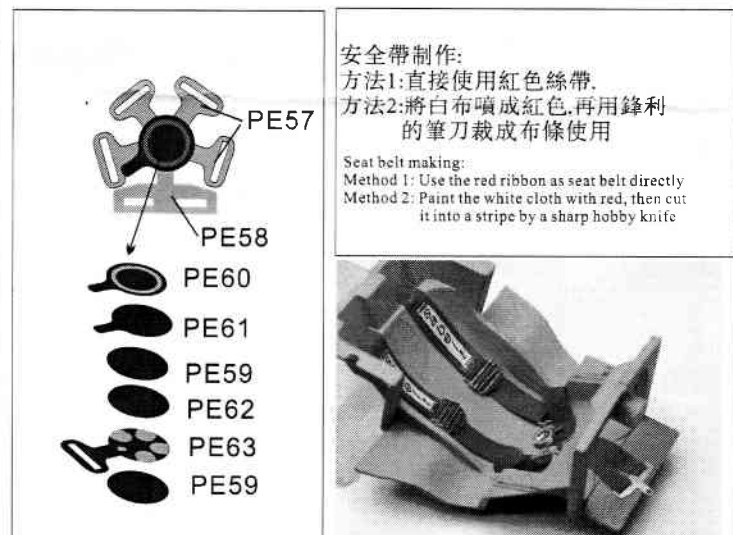 PE57
PE58
PE60
PE61
PE59
PE62
PE63
PE59
安全帶制作:
方法1:直接使用紅色絲帶.
方法2:將白布噴成紅色.再用鋒利
的筆刀裁成布條使用
Seat belt making:
Method 1: Use the red ribbon as seat belt directly
Method 2: Paint the white cloth with red, then cut
it into a stripe by a sharp hobby knife